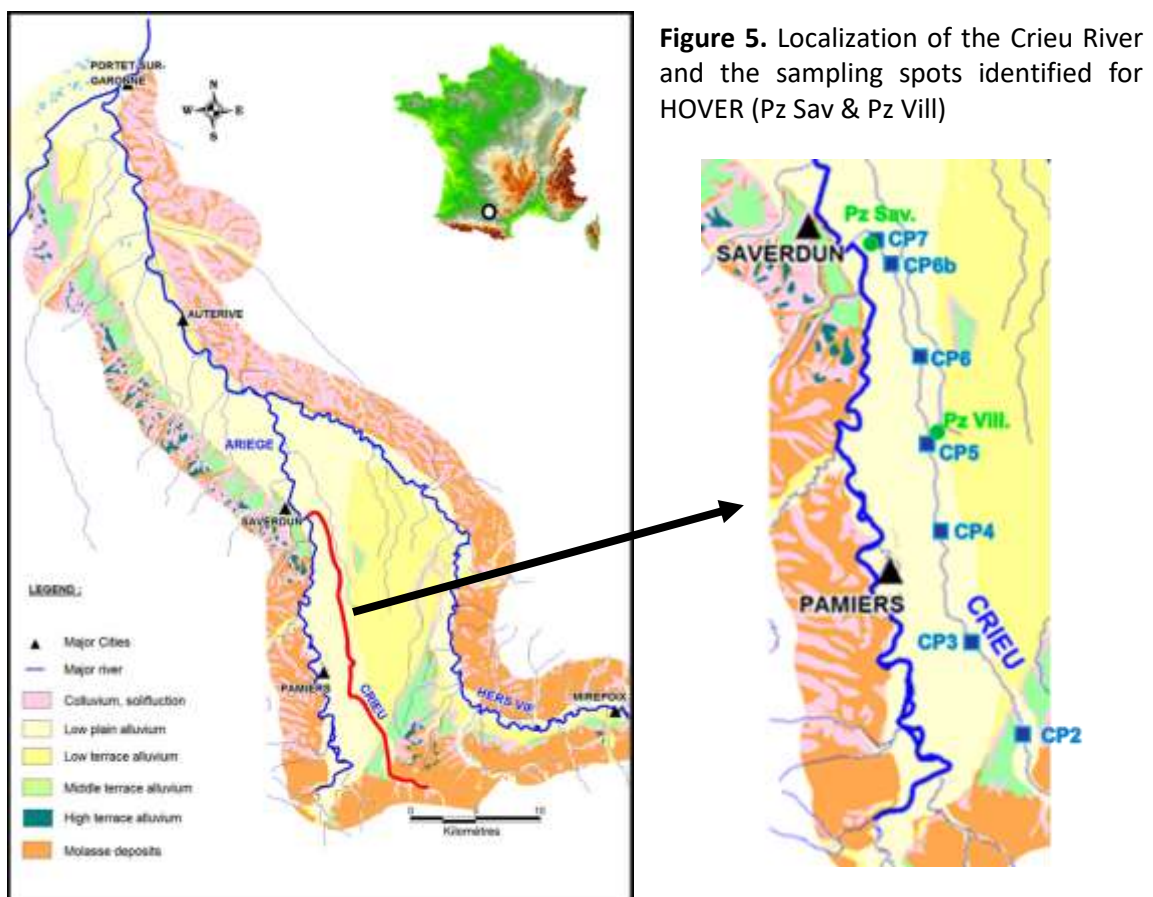 Figure 5. Localization of the Crieu River
and the sampling spots identified for
HOVER (Pz Sav & Pz Vill)
PORTET-SUR-
GARONNE
N
W E
S
AUTERIVE
ARIEGE
SAVERDUN
PAMIERS
CRIEU
HERS VIF
MIREPOIX
LEGEND :
Major Cities
Major river
Colluvium, solifluction
Low plain alluvium
Low terrace alluvium
Middle terrace alluvium
High terrace alluvium
Molasse deposits
0 5 10
Kilomètres
Pz Sav.
SAVERDUN
CP7
CP6b
CP6
Pz Vill.
CP5
CP4
PAMIERS
CRIEU
CP3
CP2